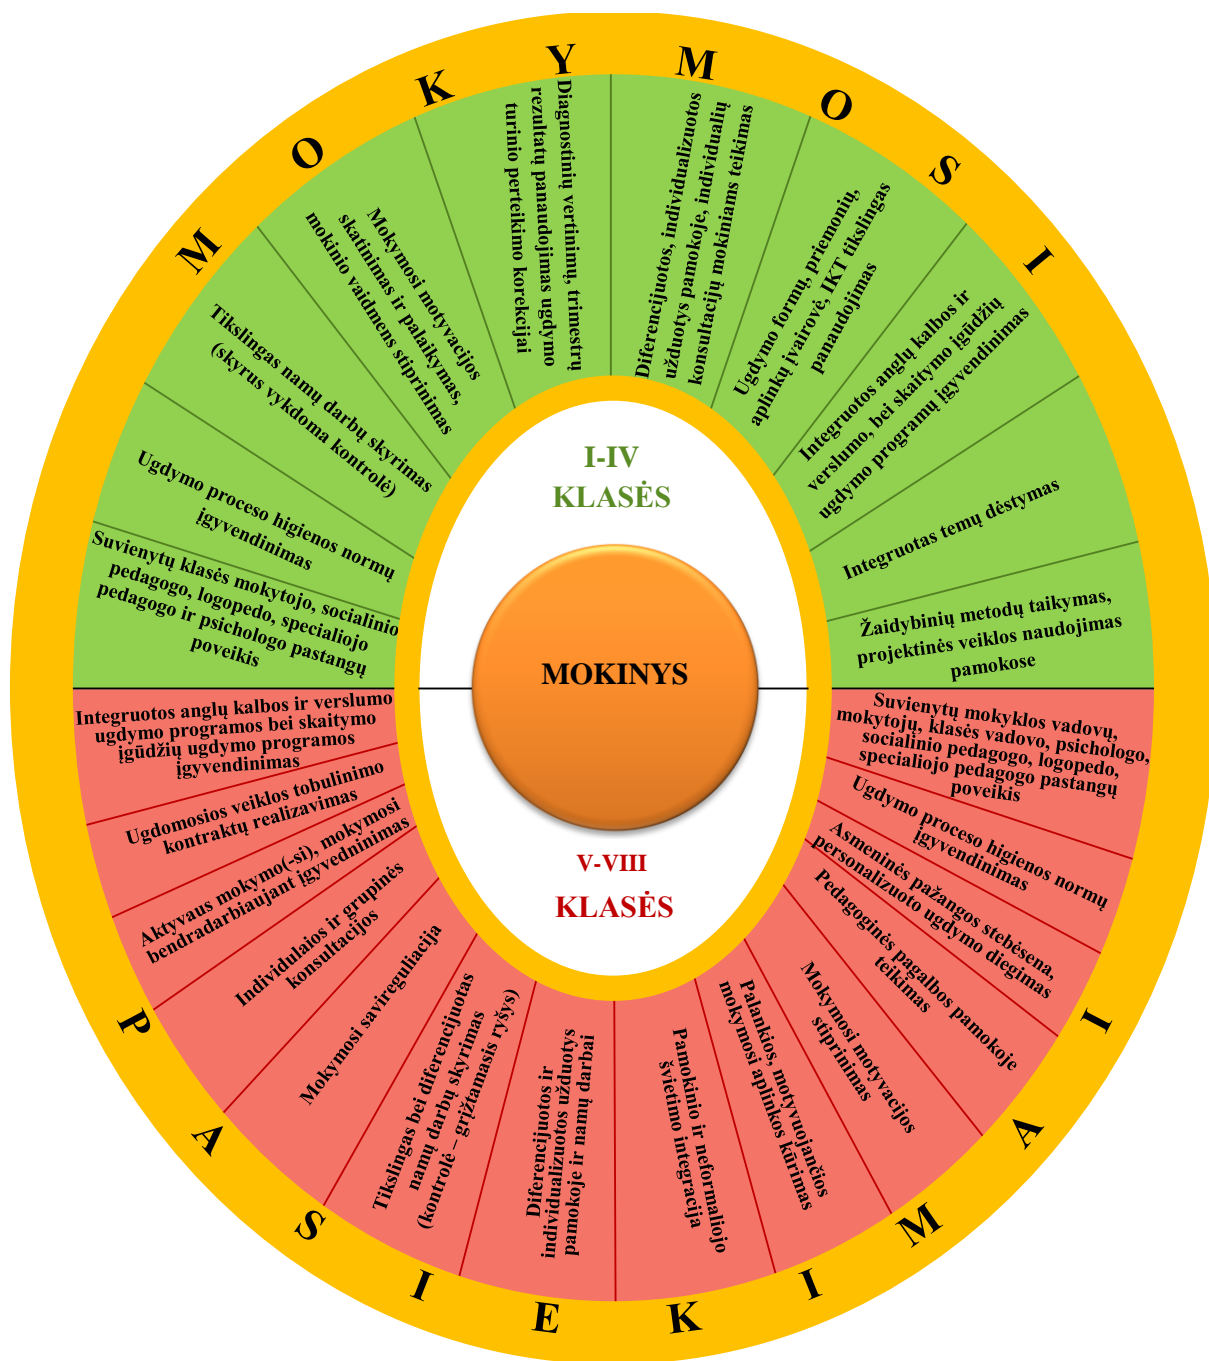 MOKYMOSI
PASIEKIMAI
Suvienytų klasės mokytojo, socialinio
pedagogo, logopedo, specialiojo
pedagogo ir psichologo pastangų
poveikis
Ugdymo proceso higienos normų
įgyvendinimas
Tikslingas namų darbų skyrimas
(skyrus vykdoma kontrolė)
Mokymosi motyvacijos
skatinimas ir palaikymas,
mokinio vaidmens stiprinimas
Diagnostinių vertinimų, trimestrų
rezultatų panaudojimas ugdymo
turinio perteikimo korekcijai
Diferencijuotos, individualizuotos
užduotys pamokoje, individualių
konsultacijų mokiniams teikimas
Ugdymo formų, priemonių,
aplinkų įvairovė, IKT tikslingas
panaudojimas
Integruotos anglų kalbos ir
verslumo, bei skaitymo įgūdžių
ugdymo programų įgyvendinimas
Integruotas temų dėstymas
Žaidybinių metodų taikymas,
projektinės veiklos naudojimas
pamokose
I-IV
KLASĖS
MOKINYS
V-VIII
KLASĖS
Suvienytų mokyklos vadovų,
mokytojų, klasės vadovo, psichologo,
socialinio pedagogo, logopedo,
specialiojo pedagogo pastangų
poveikis
Ugdymo proceso higienos normų
įgyvendinimas
Asmeninės pažangos stebėsena,
personalizuoto ugdymo diegimas
Pedagoginės pagalbos pamokoje
teikimas
Mokymosi motyvacijos
stiprinimas
Palankios, motyvuojančios
mokymosi aplinkos kūrimas
Pamokinio ir neformaliojo
švietimo integracija
Diferencijuotos ir
individualizuotos užduotys
pamokoje ir namų darbai
Tikslingas bei diferencijuotas
namų darbų skyrimas
(kontrolė – grįžtamasis ryšys)
Mokymosi savireguliacija
Individulaios ir grupinės
konsultacijos
Aktyvaus mokymo(-si), mokymosi
bendradarbiaujant įgyvedninimas
Ugdomosios veiklos tobulinimo
kontraktų realizavimas
Integruotos anglų kalbos ir verslumo
ugdymo programos bei skaitymo
įgūdžių ugdymo programos
įgyvendinimas